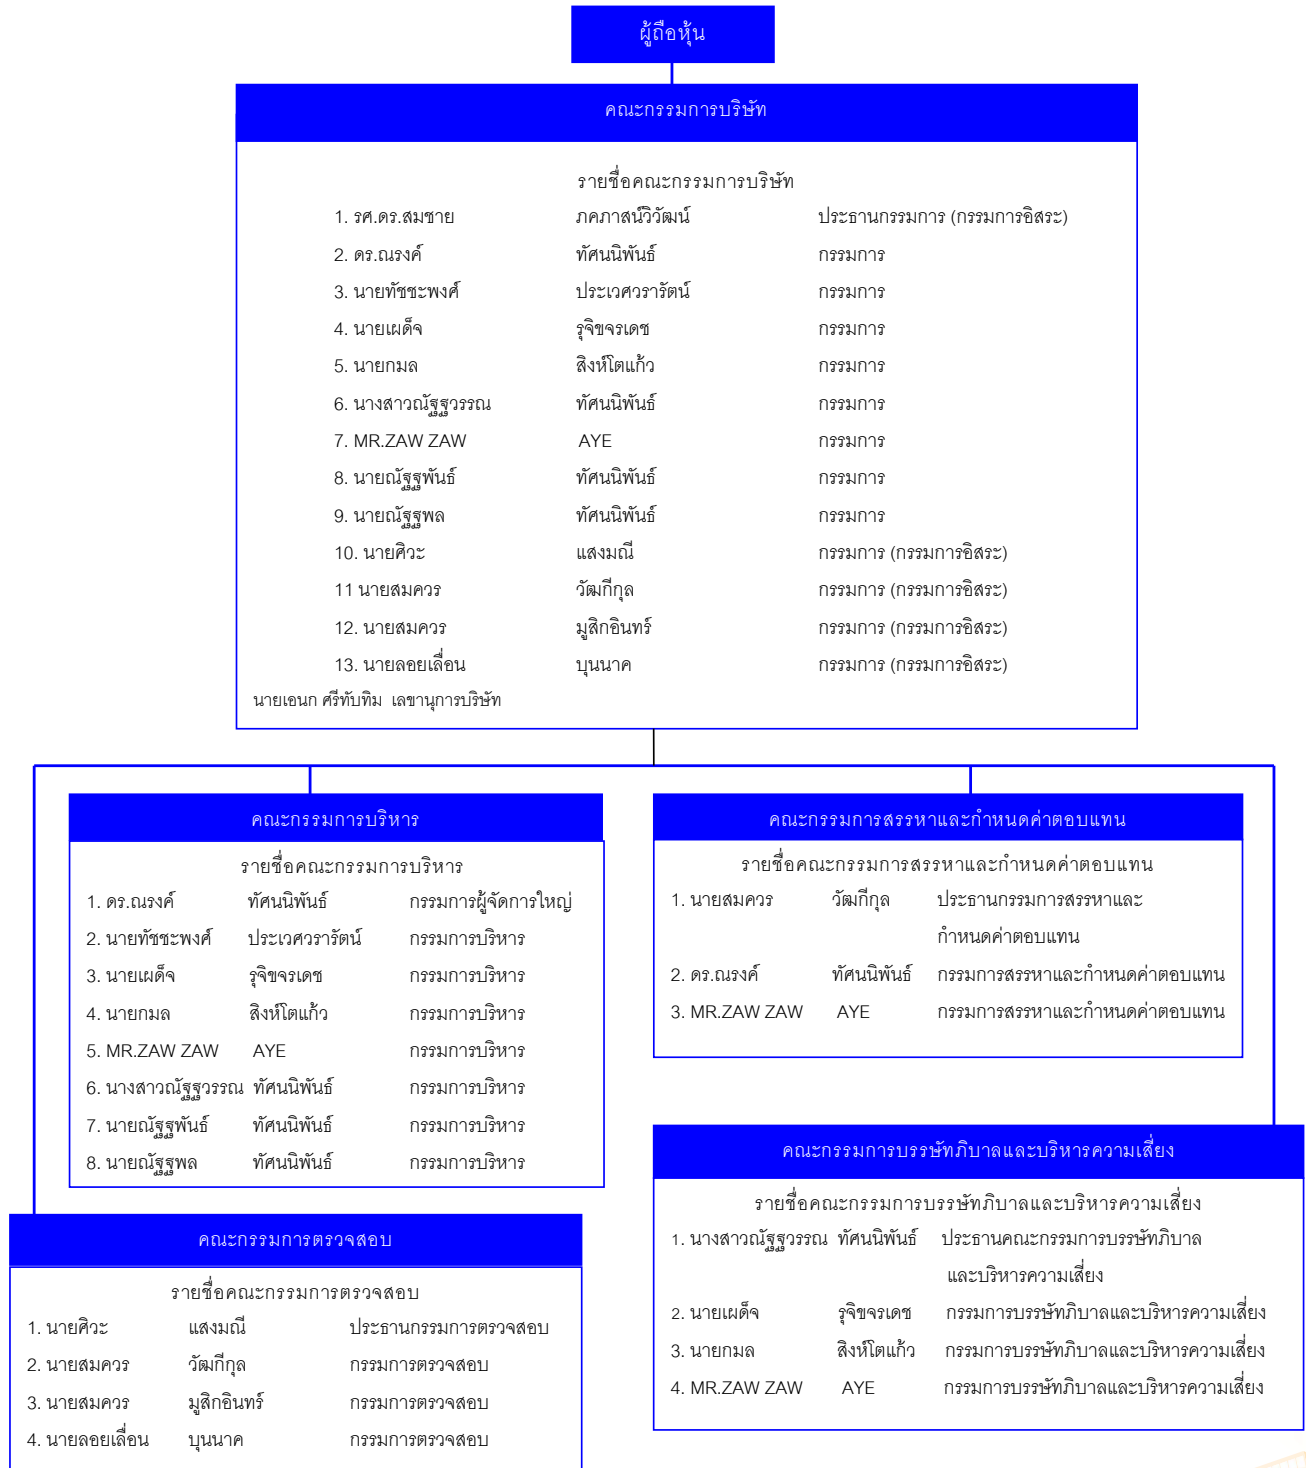 ผู้ถือหุ้น
คณะกรรมการบริษัท
รายชื่อคณะกรรมการบริษัท
1. รศ.ดร.สมชาย ภคภาสน์วิวัฒน์ ประธานกรรมการ (กรรมการอิสระ)
2. ดร.ณรงค์ ทัศนนิพันธ์ กรรมการ
3. นายทัชชะพงศ์ ประเวศวรารัตน์ กรรมการ
4. นายเผด็จ รุจิขจรเดช กรรมการ
5. นายกมล สิงห์โตแก้ว กรรมการ
6. นางสาวณัฐฐวรรณ ทัศนนิพันธ์ กรรมการ
7. MR.ZAW ZAW AYE กรรมการ
8. นายณัฐฐพันธ์ ทัศนนิพันธ์ กรรมการ
9. นายณัฐฐพล ทัศนนิพันธ์ กรรมการ
10. นายศิวะ แสงมณี กรรมการ (กรรมการอิสระ)
11 นายสมควร วัฒกีกุล กรรมการ (กรรมการอิสระ)
12. นายสมควร มูสิกอินทร์ กรรมการ (กรรมการอิสระ)
13. นายลอยเลื่อน บุนนาค กรรมการ (กรรมการอิสระ)
นายเอนก ศรีทับทิม เลขานุการบริษัท
คณะกรรมการบริหาร
รายชื่อคณะกรรมการบริหาร
1. ดร.ณรงค์ ทัศนนิพันธ์ กรรมการผู้จัดการใหญ่
2. นายทัชชะพงศ์ ประเวศวรารัตน์ กรรมการบริหาร
3. นายเผด็จ รุจิขจรเดช กรรมการบริหาร
4. นายกมล สิงห์โตแก้ว กรรมการบริหาร
5. MR.ZAW ZAW AYE กรรมการบริหาร
6. นางสาวณัฐฐวรรณ ทัศนนิพันธ์ กรรมการบริหาร
7. นายณัฐฐพันธ์ ทัศนนิพันธ์ กรรมการบริหาร
8. นายณัฐฐพล ทัศนนิพันธ์ กรรมการบริหาร
คณะกรรมการสรรหาและกำหนดค่าตอบแทน
รายชื่อคณะกรรมการสรรหาและกำหนดค่าตอบแทน
1. นายสมควร วัฒกีกุล ประธานกรรมการสรรหาและ
กำหนดค่าตอบแทน
2. ดร.ณรงค์ ทัศนนิพันธ์ กรรมการสรรหาและกำหนดค่าตอบแทน
3. MR.ZAW ZAW AYE กรรมการสรรหาและกำหนดค่าตอบแทน
คณะกรรมการบรรษัทภิบาลและบริหารความเสี่ยง
รายชื่อคณะกรรมการบรรษัทภิบาลและบริหารความเสี่ยง
1. นางสาวณัฐฐวรรณ ทัศนนิพันธ์ ประธานคณะกรรมการบรรษัทภิบาล
และบริหารความเสี่ยง
2. นายเผด็จ รุจิขจรเดช กรรมการบรรษัทภิบาลและบริหารความเสี่ยง
3. นายกมล สิงห์โตแก้ว กรรมการบรรษัทภิบาลและบริหารความเสี่ยง
4. MR.ZAW ZAW AYE กรรมการบรรษัทภิบาลและบริหารความเสี่ยง
คณะกรรมการตรวจสอบ
รายชื่อคณะกรรมการตรวจสอบ
1. นายศิวะ แสงมณี ประธานกรรมการตรวจสอบ
2. นายสมควร วัฒกีกุล กรรมการตรวจสอบ
3. นายสมควร มูสิกอินทร์ กรรมการตรวจสอบ
4. นายลอยเลื่อน บุนนาค กรรมการตรวจสอบ